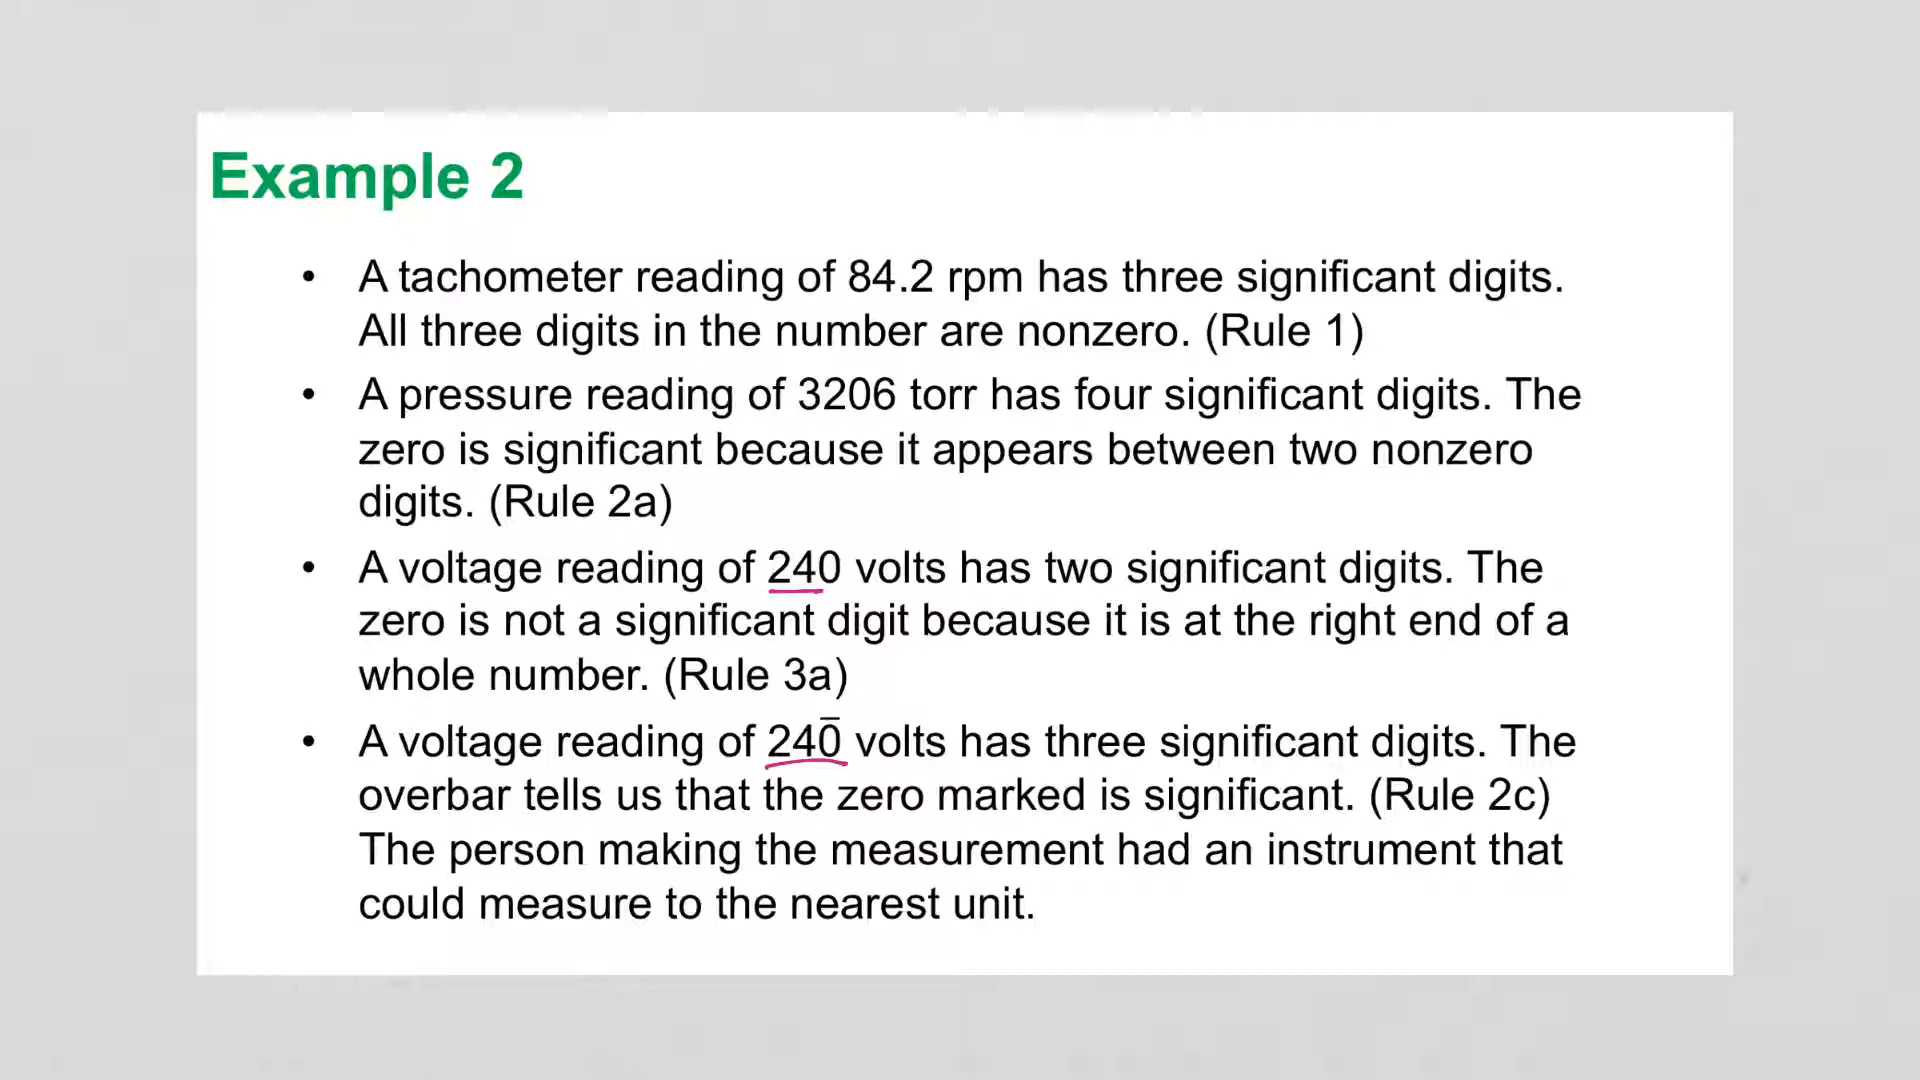 Example 2
• A tachometer reading of 84.2 rpm has three significant digits.
All three digits in the number are nonzero. (Rule 1)
• A pressure reading of 3206 torr has four significant digits. The
zero is significant because it appears between two nonzero
digits. (Rule 2a)
• A voltage reading of 240 volts has two significant digits. The
zero is not a significant digit because it is at the right end of a
whole number. (Rule 3a)
• A voltage reading of 240̅ volts has three significant digits. The
overbar tells us that the zero marked is significant. (Rule 2c)
The person making the measurement had an instrument that
could measure to the nearest unit.